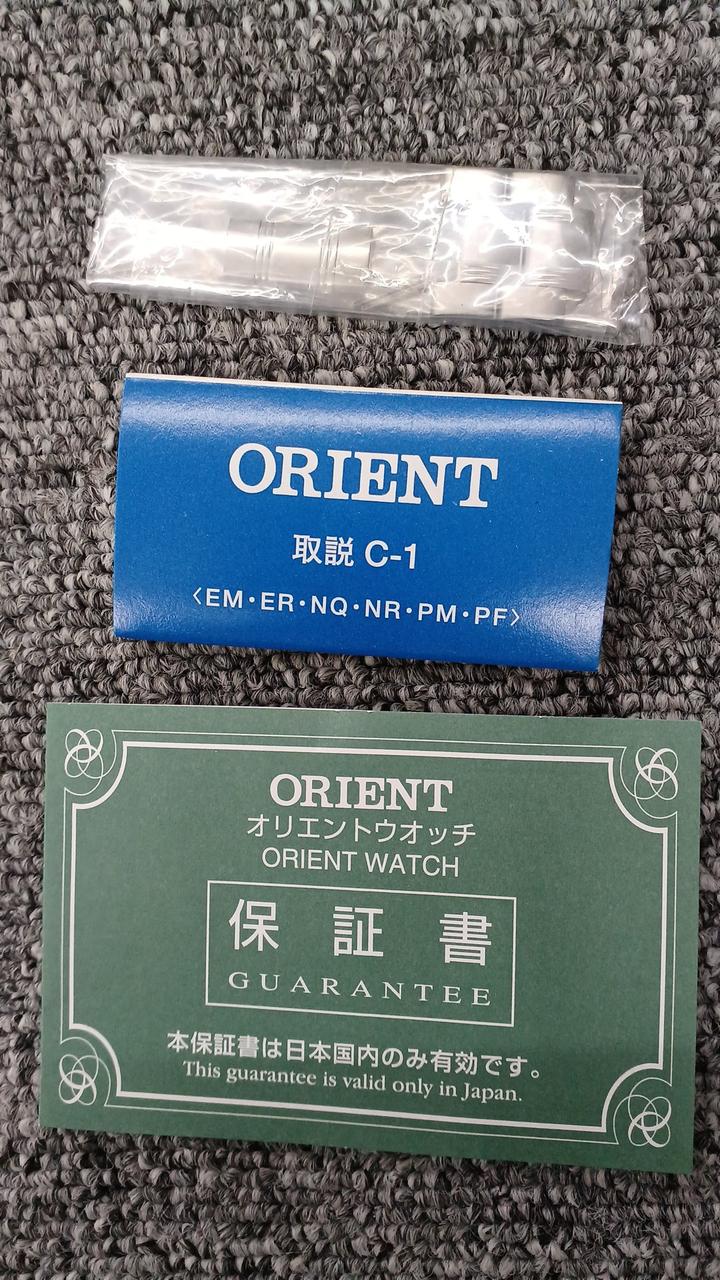 ORIENT
取説 C-1
〈EM・ER・NQ・NR・PM・PF〉
ORIENT
オリエントウオッチ
ORIENT WATCH
保証書
GUARANTEE
本保証書は日本国内のみ有効です。
This guarantee is valid only in Japan.